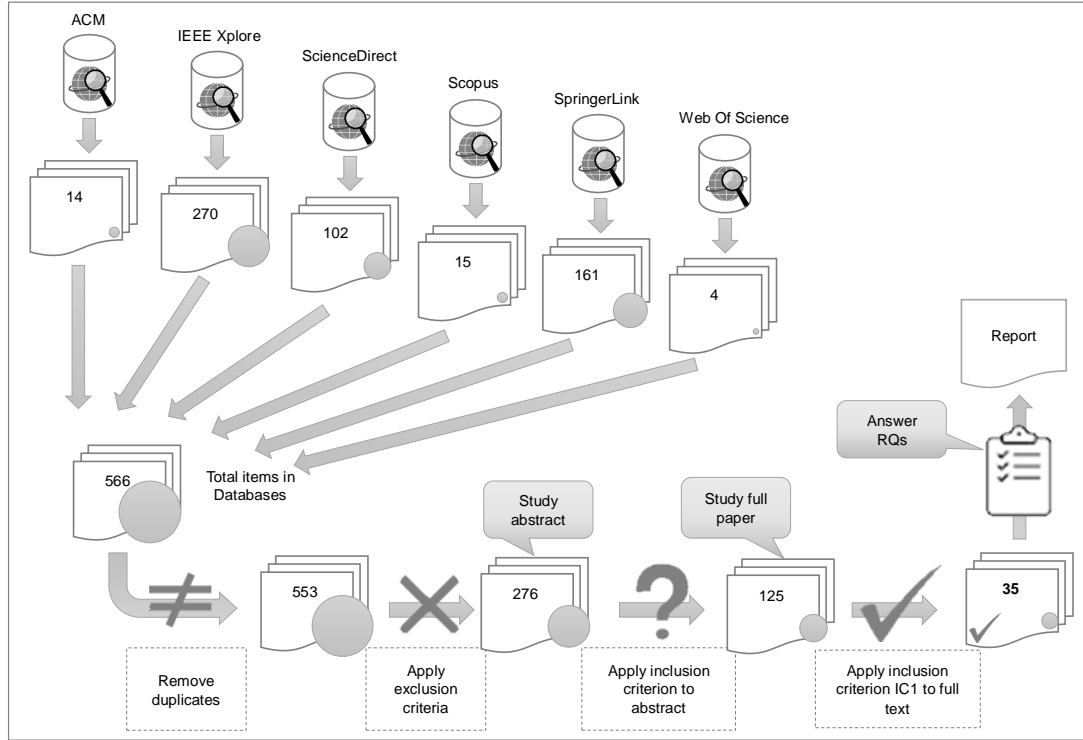 ACM
IEEE Xplore
ScienceDirect
Scopus
SpringerLink
Web Of Science
14
270
102
15
161
4
Report
Answer
RQs
566
Total items in
Databases
Study
abstract
Study full
paper
553
276
125
35
Remove
duplicates
Apply
exclusion
criteria
Apply inclusion
criterion to
abstract
Apply inclusion
criterion IC1 to full
text